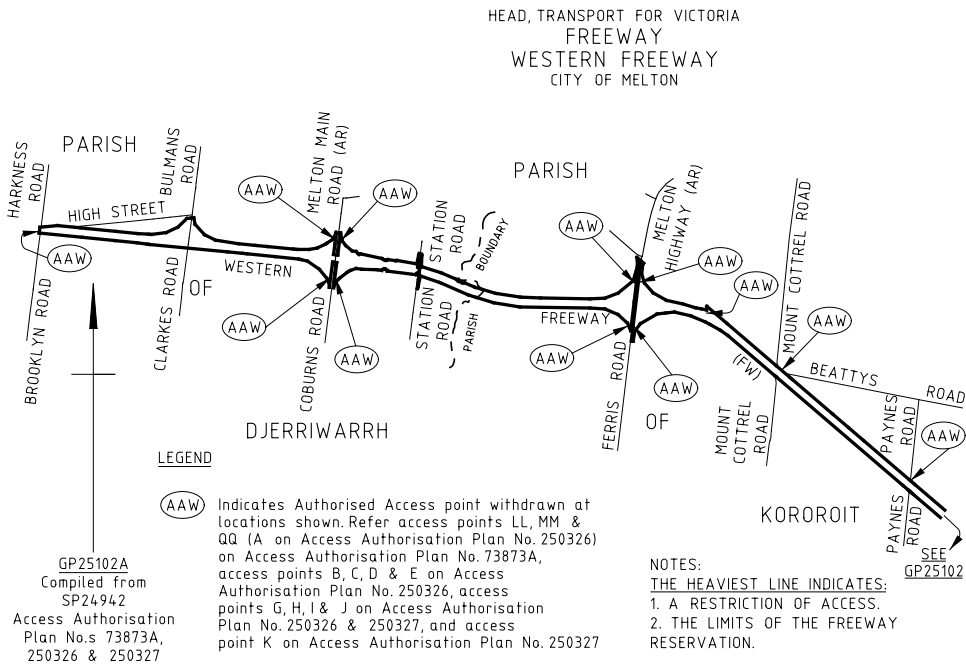 HEAD, TRANSPORT FOR VICTORIA
FREEWAY
WESTERN FREEWAY
CITY OF MELTON
PARISH
PARISH
HARKNESS
ROAD
HIGH STREET
BULMANS
ROAD
MELTON MAIN
ROAD (AR)
AAW
AAW
STATION
ROAD
BOUNDARY
AAW
MELTON
HIGHWAY (AR)
AAW
AAW
MOUNT COTTREL ROAD
AAW
AAW
WESTERN
OF
FREEWAY
(FW)
BEATTYS
ROAD
BROOKLYN ROAD
CLARKES ROAD
AAW
COBURNS ROAD
AAW
STATION
ROAD
PARISH
AAW
FERRIS ROAD
AAW
OF
MOUNT
COTTREL
ROAD
PAYNES
ROAD
AAW
DJERRIWARRH
KOROROIT
PAYNES
ROAD
SEE
GP25102
LEGEND
AAW Indicates Authorised Access point withdrawn at
locations shown. Refer access points LL, MM &
QQ (A on Access Authorisation Plan No. 250326)
on Access Authorisation Plan No. 73873A,
access points B, C, D & E on Access
Authorisation Plan No. 250326, access
points G, H, I & J on Access Authorisation
Plan No. 250326 & 250327, and access
point K on Access Authorisation Plan No. 250327
GP25102A
Compiled from
SP24942
Access Authorisation
Plan No.s 73873A,
250326 & 250327
NOTES:
THE HEAVIEST LINE INDICATES:
1. A RESTRICTION OF ACCESS.
2. THE LIMITS OF THE FREEWAY
RESERVATION.